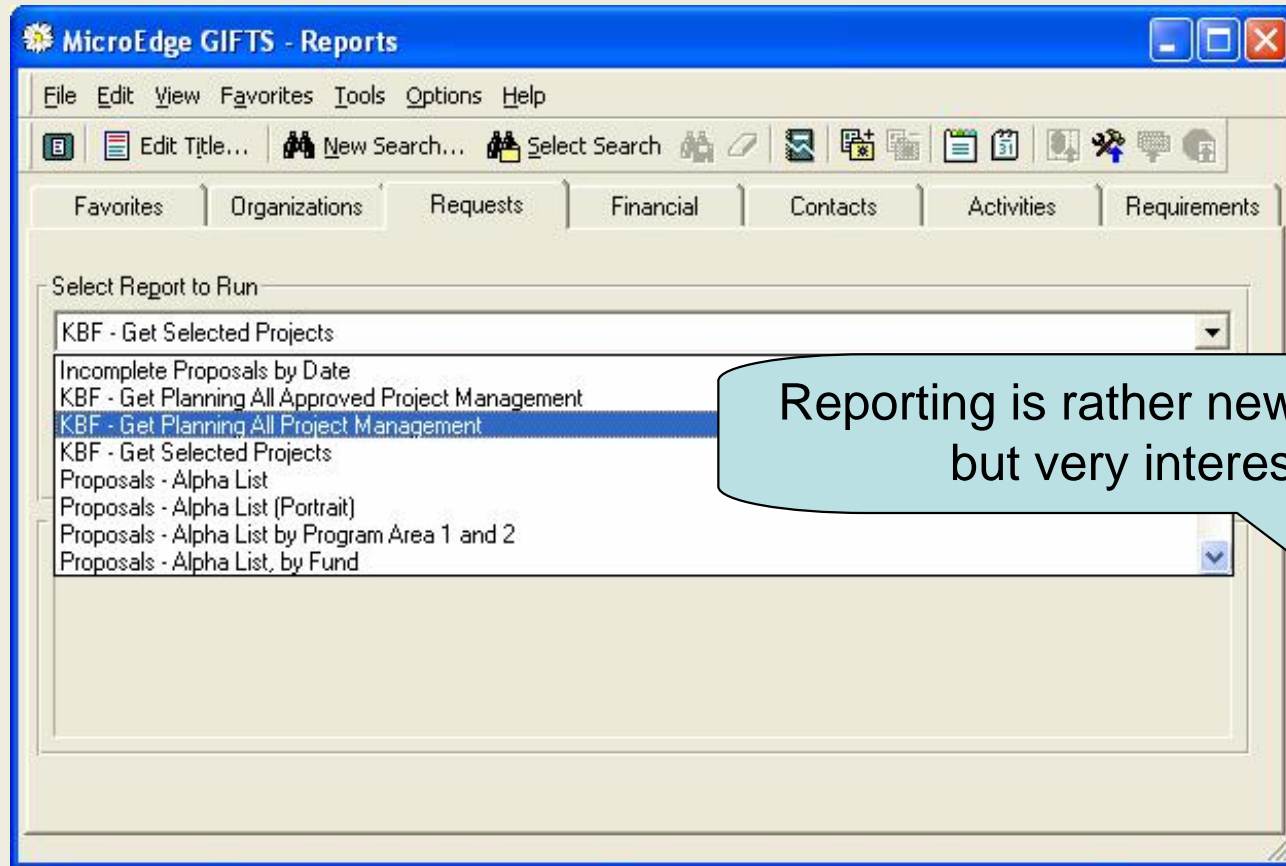 MicroEdge GIFTS - Reports
File Edit View Favorites Tools Options Help
Edit Title... New Search... Select Search
Favorites Organizations Requests Financial Contacts Activities Requirements
Select Report to Run
KBF - Get Selected Projects
Incomplete Proposals by Date
KBF - Get Planning All Approved Project Management
KBF - Get Planning All Project Management
KBF - Get Selected Projects
Proposals - Alpha List
Proposals - Alpha List (Portrait)
Proposals - Alpha List by Program Area 1 and 2
Proposals - Alpha List, by Fund
Reporting is rather new
but very interes